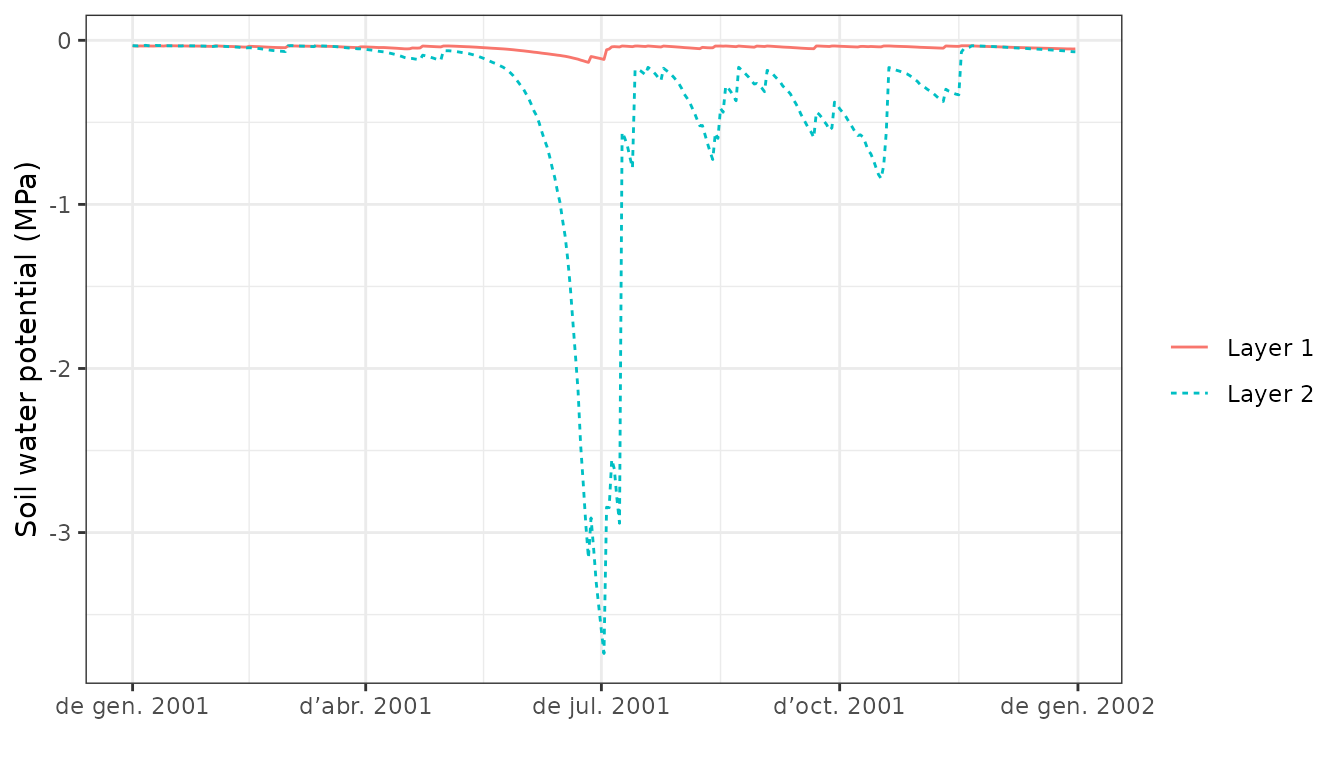 Soil water potential (MPa)
0
-1
-2
-3
de gen. 2001
d’abr. 2001
de jul. 2001
d’oct. 2001
de gen. 2002
Layer 1
Layer 2